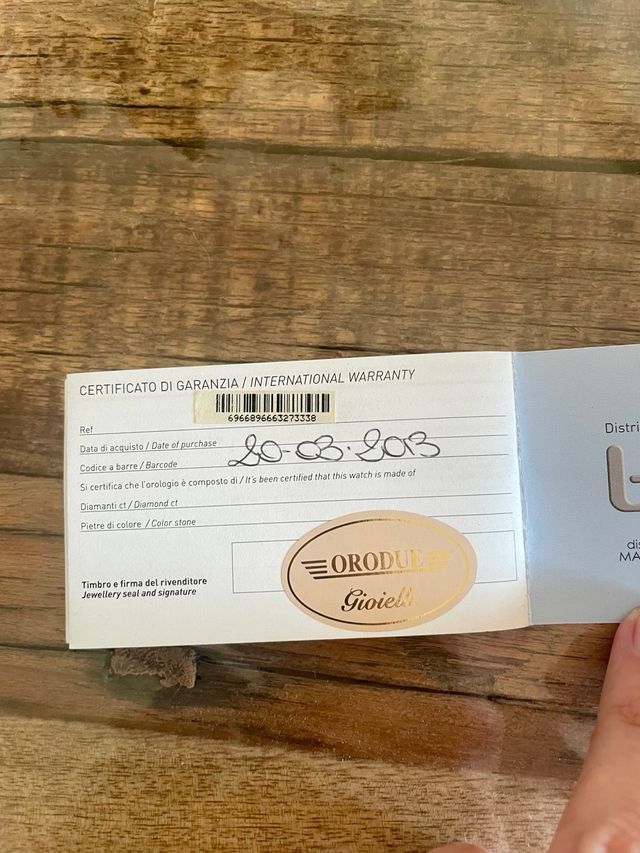 CERTIFICATO DI GARANZIA / INTERNATIONAL WARRANTY
6966896663273338
Ref
Data di acquisto / Date of purchase 20-03.2013
Codice a barre / Barcode
Si certifica che l'orologio è composto di / It's been certified that this watch is made of
Diamanti ct / Diamond ct
Pietre di colore / Color stone
Timbro e firma del rivenditore
Jewellery seal and signature
ORODUE
Gioielli
Distri
dis
MA